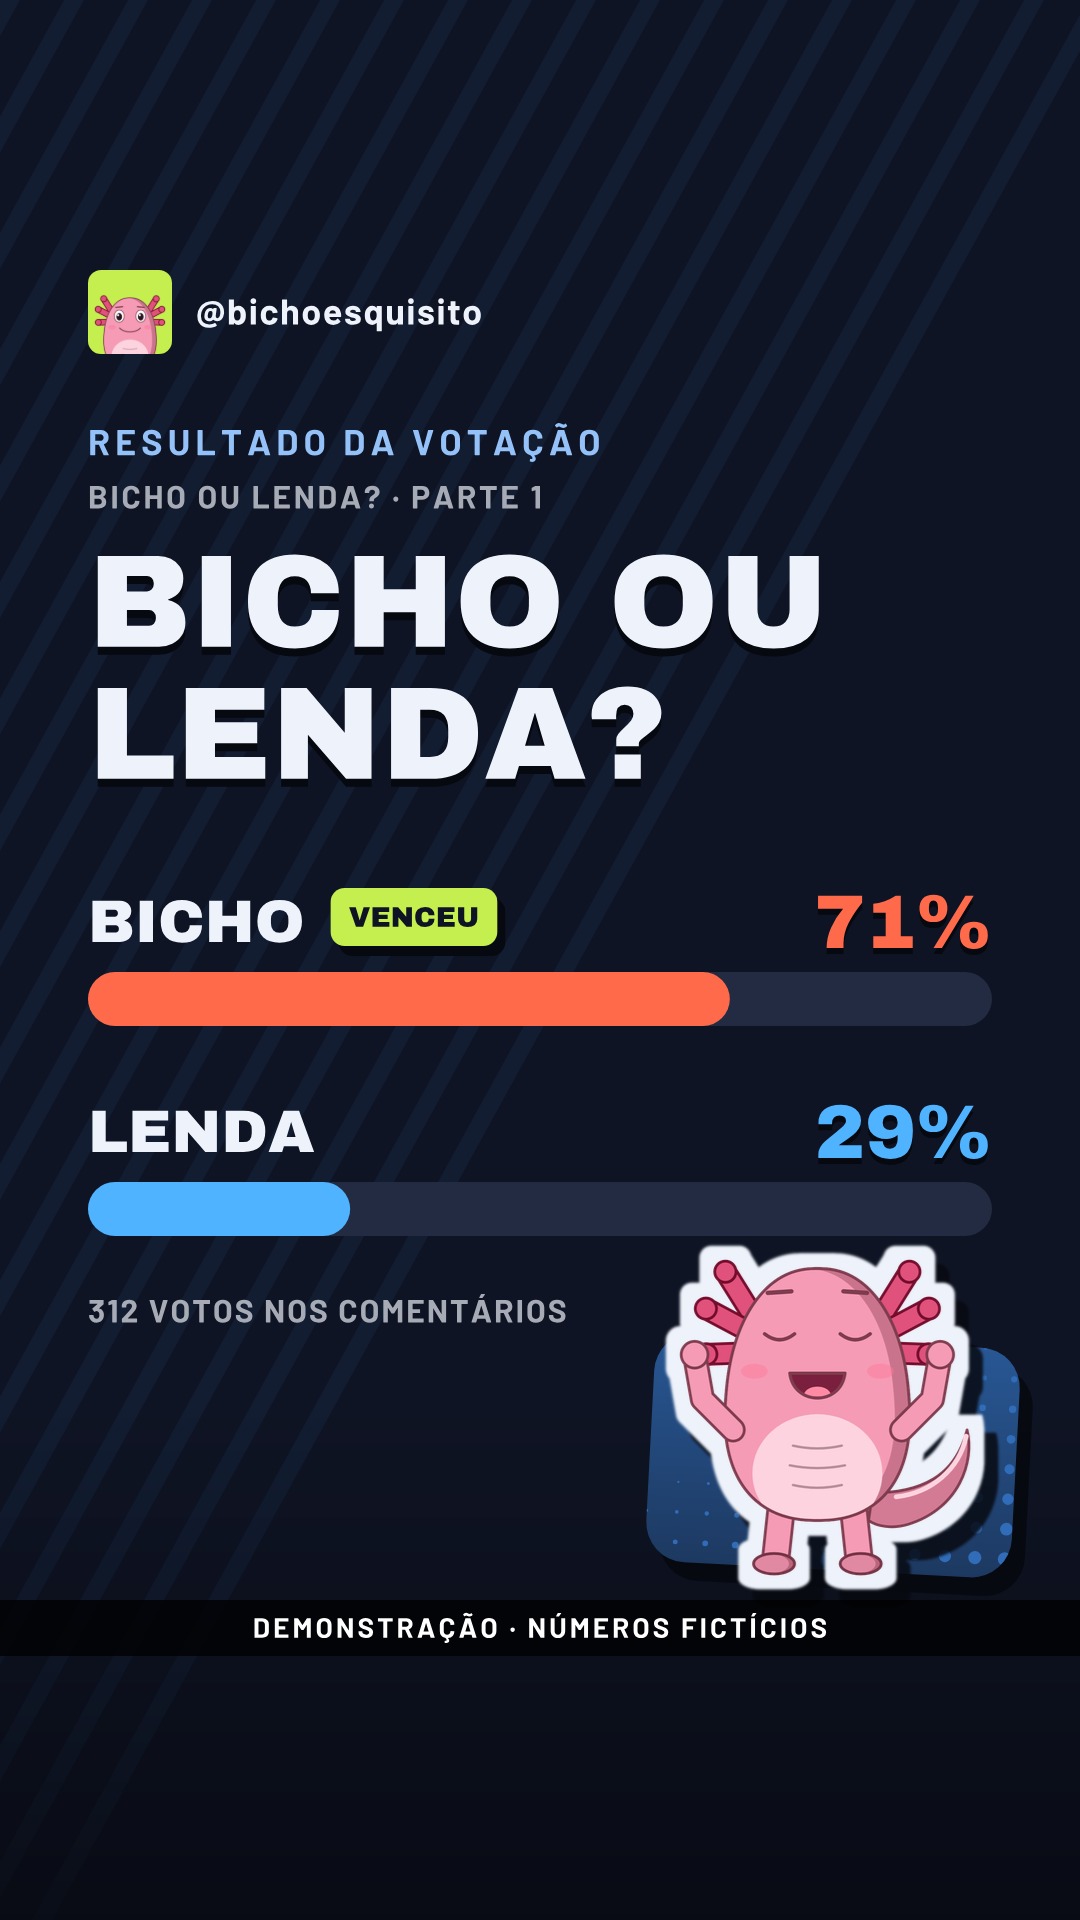 @bichoesquisito
RESULTADO DA VOTAÇÃO
BICHO OU LENDA? · PARTE 1
BICHO OU
LENDA?
BICHO VENCEU 71%
LENDA 29%
312 VOTOS NOS COMENTÁRIOS
DEMONSTRAÇÃO · NÚMEROS FICTÍCIOS